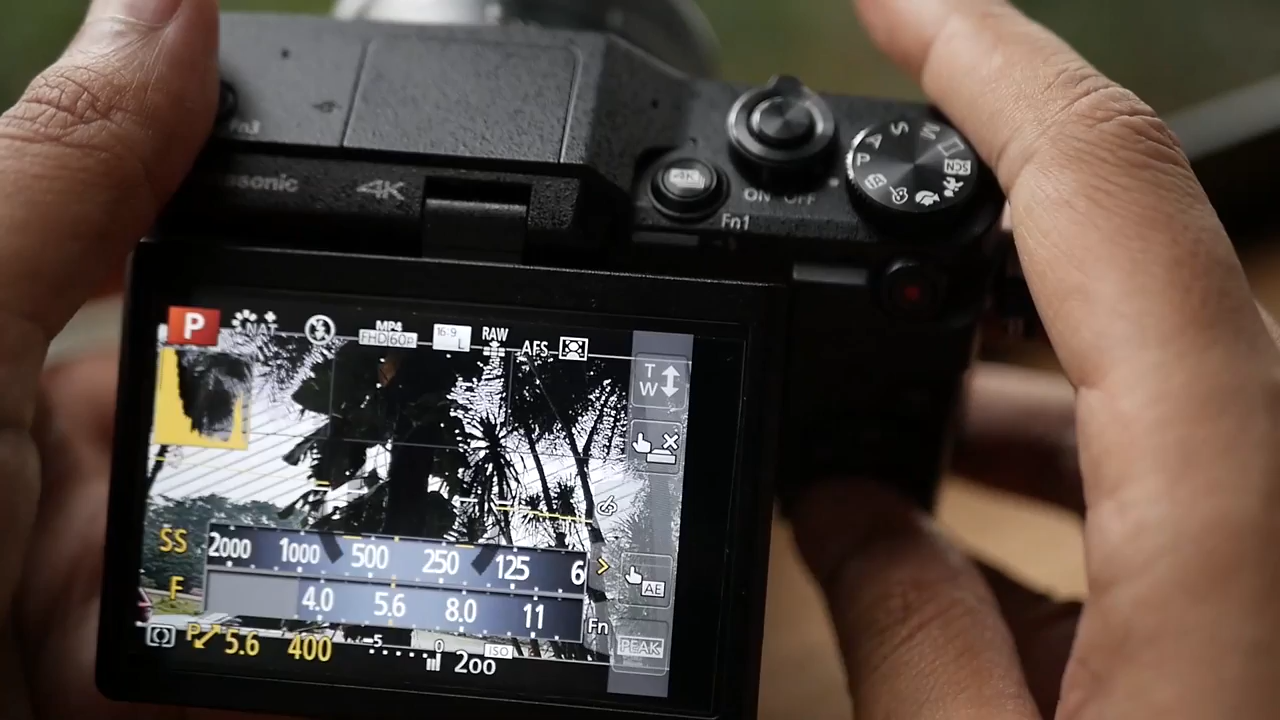 Fn3
Panasonic 4K
4K
ON OFF
Fn1
A S M
P SCN
P NAT MP4 FHD 60p 16:9 L RAW AFS
T
W
SS 2000 1000 500 250 125 6
F 4.0 5.6 8.0 11
AE
Fn
P 5.6 400 -5 0 ISO 200
PEAK